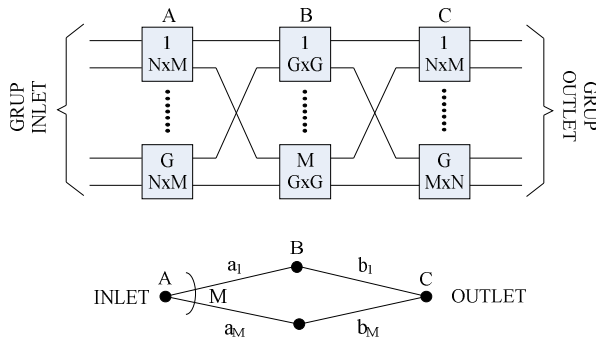 A B C
1 1 1
NxM GxG NxM
GRUP
INLET
GRUP
OUTLET
G M G
NxM GxG MxN
B
a1 b1
A C
INLET M OUTLET
aM bM